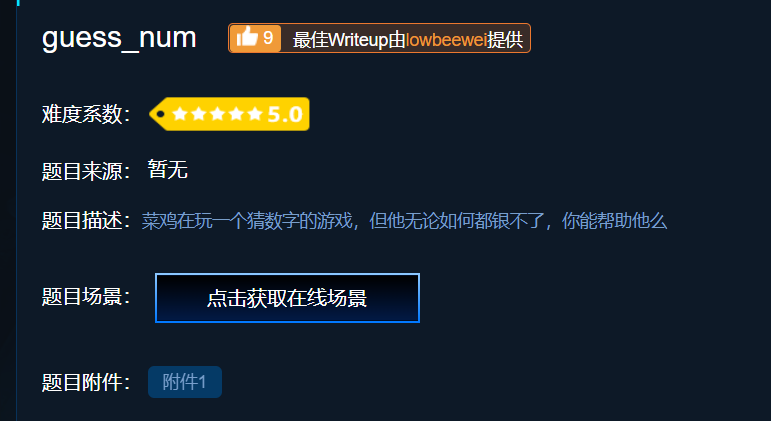 guess_num 9 最佳Writeup由lowbeewei提供
难度系数： 5.0
题目来源： 暂无
题目描述：菜鸡在玩一个猜数字的游戏，但他无论如何都银不了，你能帮助他么
题目场景： 点击获取在线场景
题目附件： 附件1